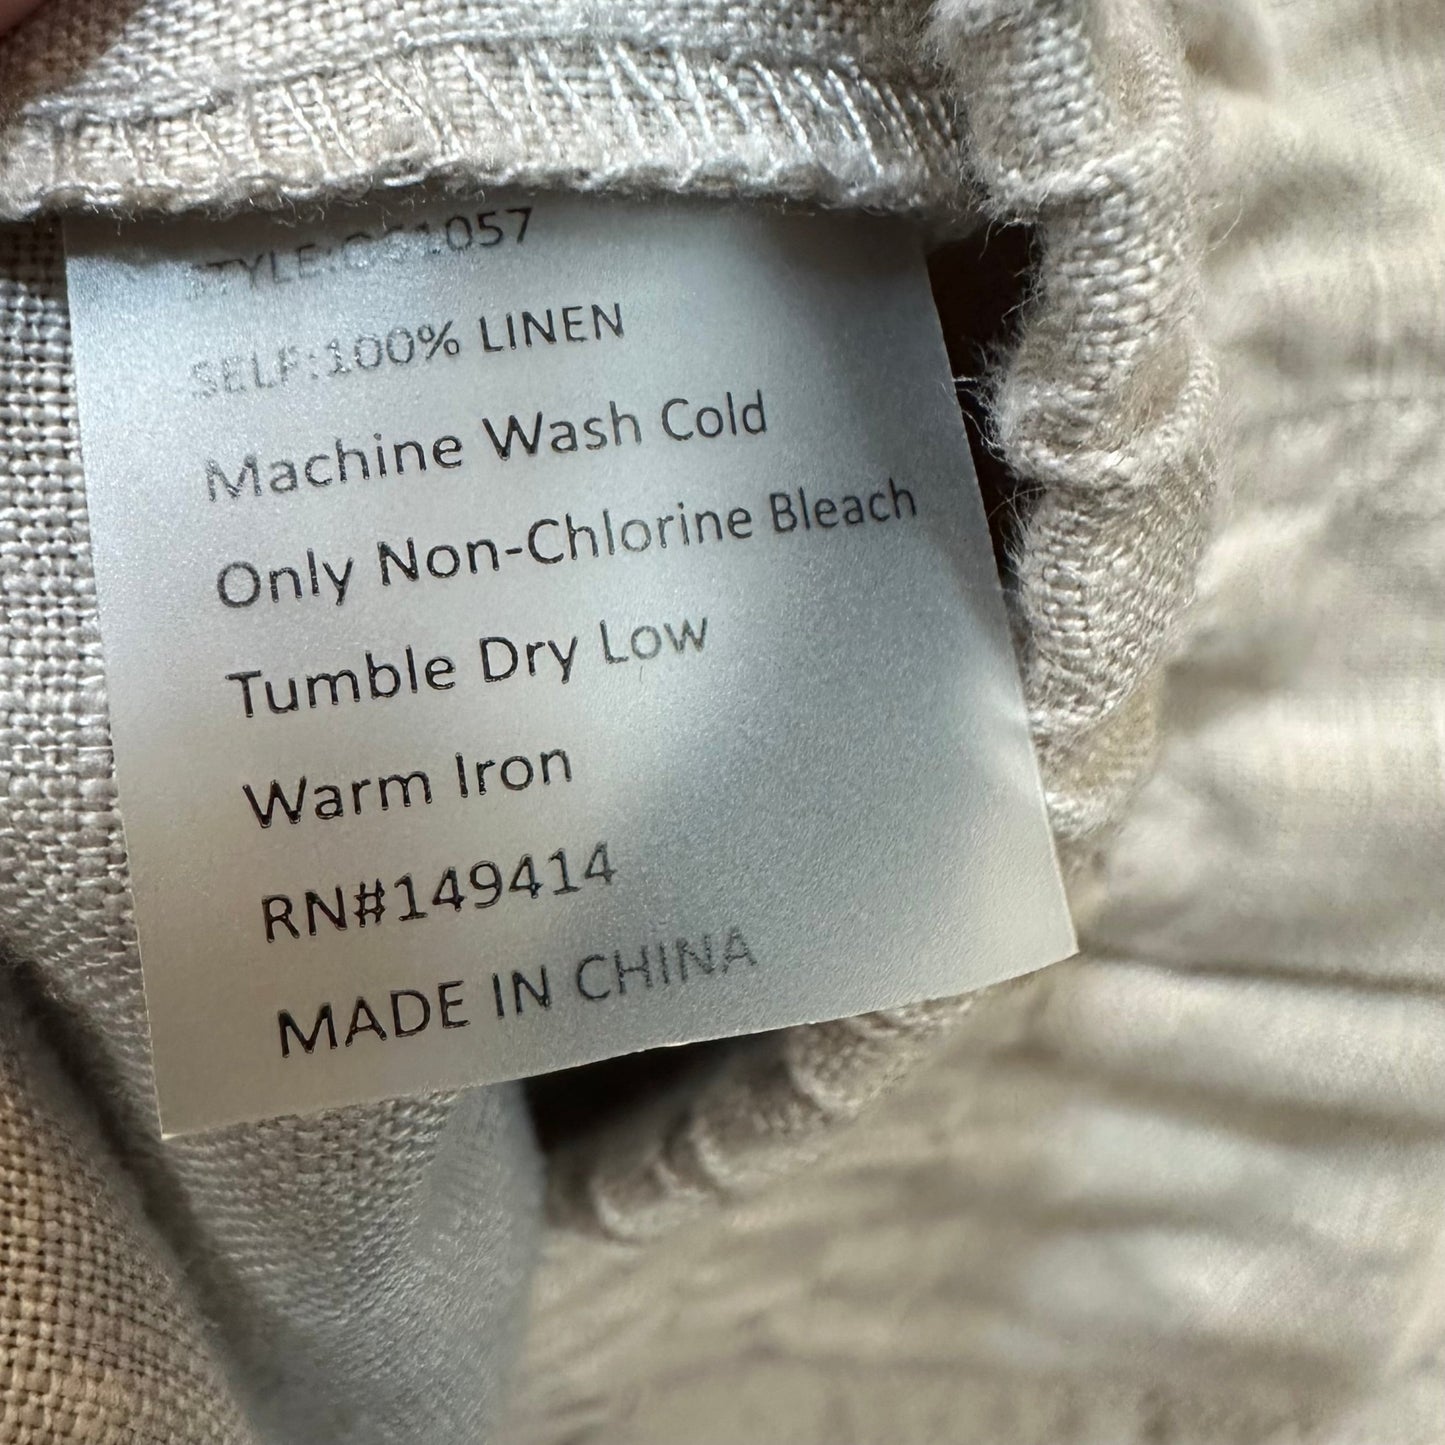 SELF:100% LINEN
Machine Wash Cold
Only Non-Chlorine Bleach
Tumble Dry Low
Warm Iron
RN#149414
MADE IN CHINA